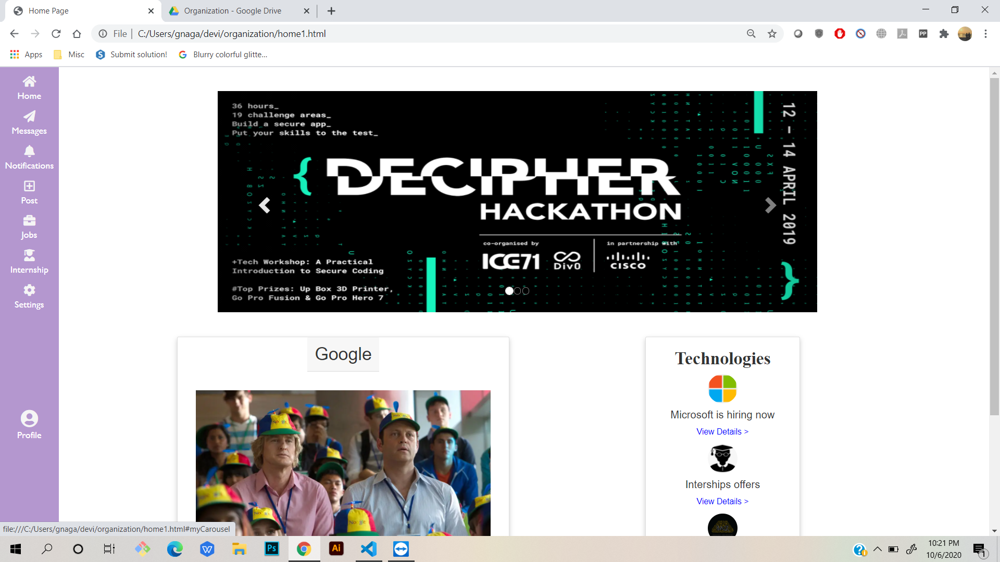 Home Page
Organization - Google Drive
File
C:/Users/gnaga/devi/organization/home1.html
PP
Apps
Misc
Submit solution!
Blurry colorful glitte...
Home
Messages
Notifications
Post
Jobs
Internship
Settings
Profile
36 hours_
19 challenge areas_
Build a secure app_
Put your skills to the test_
{ DECIPHER
HACKATHON
co-organised by
in partnership with
ICE71
Div0
CISCO
+Tech Workshop: A Practical
Introduction to Secure Coding
#Top Prizes: Up Box 3D Printer,
Go Pro Fusion & Go Pro Hero 7
12 - 14 APRIL 2019
}
Google
Technologies
Microsoft is hiring now
View Details >
Interships offers
View Details >
file:///C:/Users/gnaga/devi/organization/home1.html#myCarousel
Ps
Ai
10:21 PM
10/6/2020
1